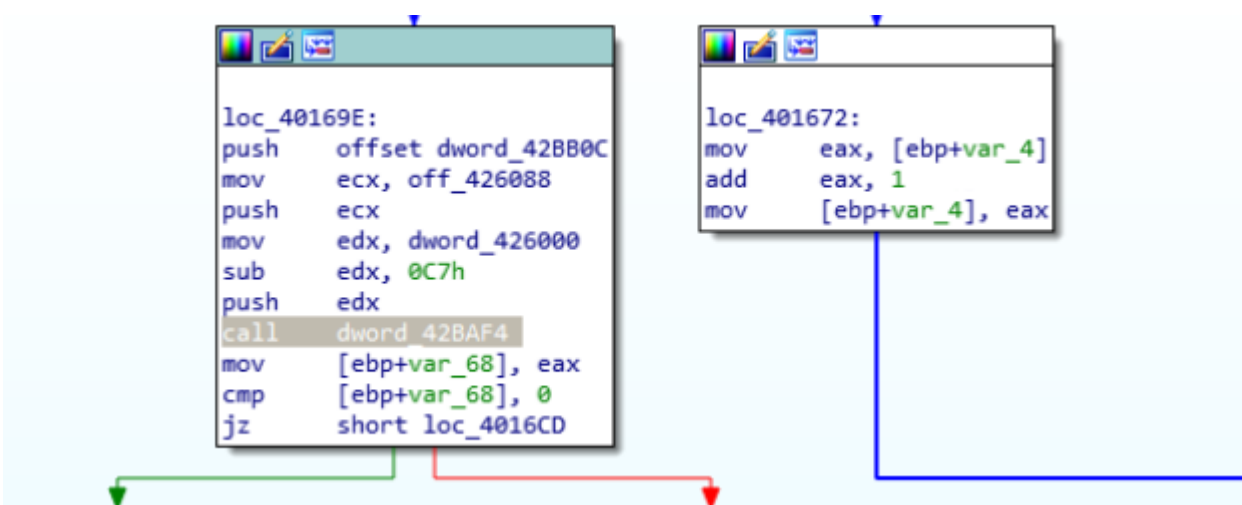 loc_40169E:
push offset dword_42BB0C
mov ecx, off_426088
push ecx
mov edx, dword_426000
sub edx, 0C7h
push edx
call dword_42BAF4
mov [ebp+var_68], eax
cmp [ebp+var_68], 0
jz short loc_4016CD
loc_401672:
mov eax, [ebp+var_4]
add eax, 1
mov [ebp+var_4], eax